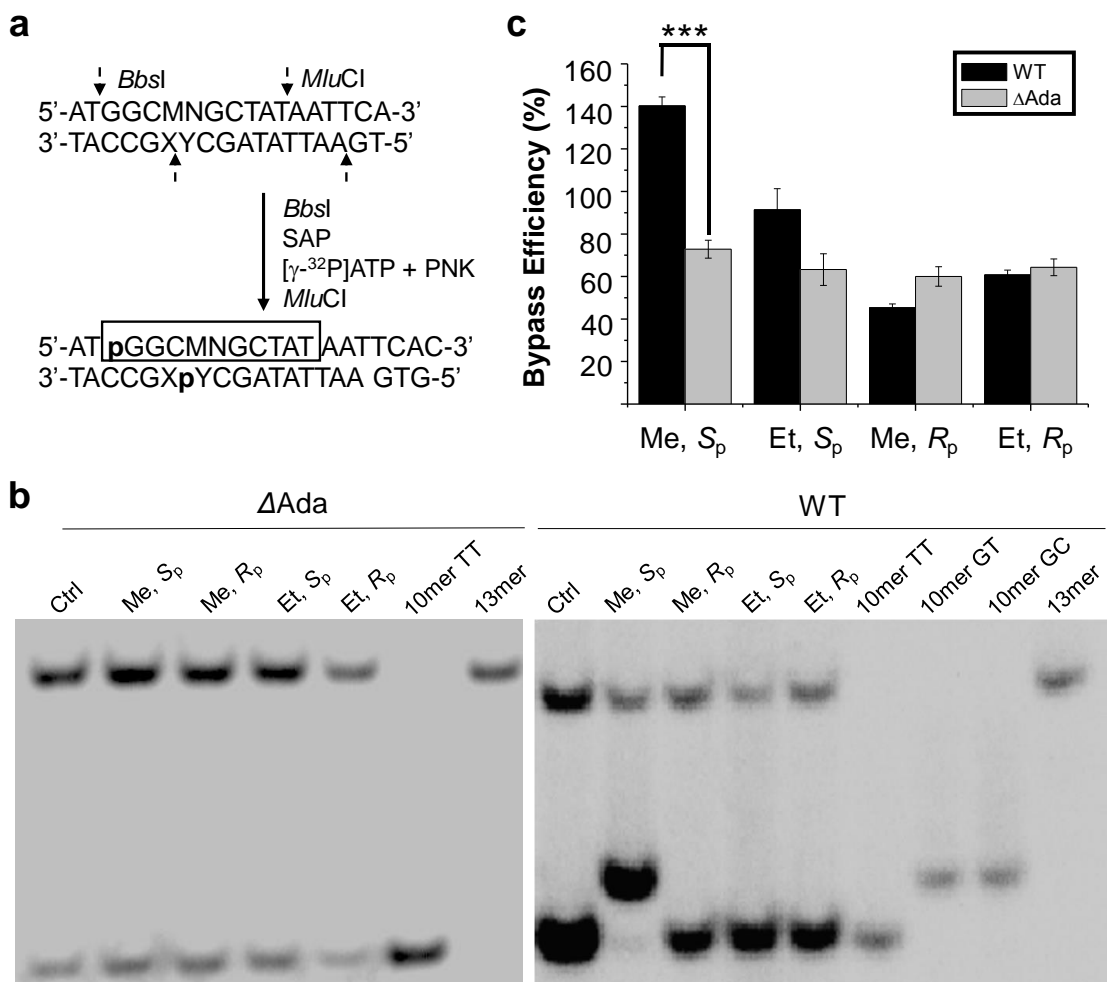 a
BbsI MluCI
5’-ATGGCMNGCTATAATTCA-3’
3’-TACCGXYCGATATTAAGT-5’
BbsI
SAP
[γ-³²P]ATP + PNK
MluCI
5’-AT pGGCMNGCTAT AATTCAC-3’
3’-TACCGXpYCGATATTAA GTG-5’
c
***
WT
ΔAda
Bypass Efficiency (%)
160
140
120
100
80
60
40
20
Me, Sp Et, Sp Me, Rp Et, Rp
b
ΔAda
Ctrl Me, Sp Me, Rp Et, Sp Et, Rp 10mer TT 13mer
WT
Ctrl Me, Sp Me, Rp Et, Sp Et, Rp 10mer TT 10mer GT 10mer GC 13mer